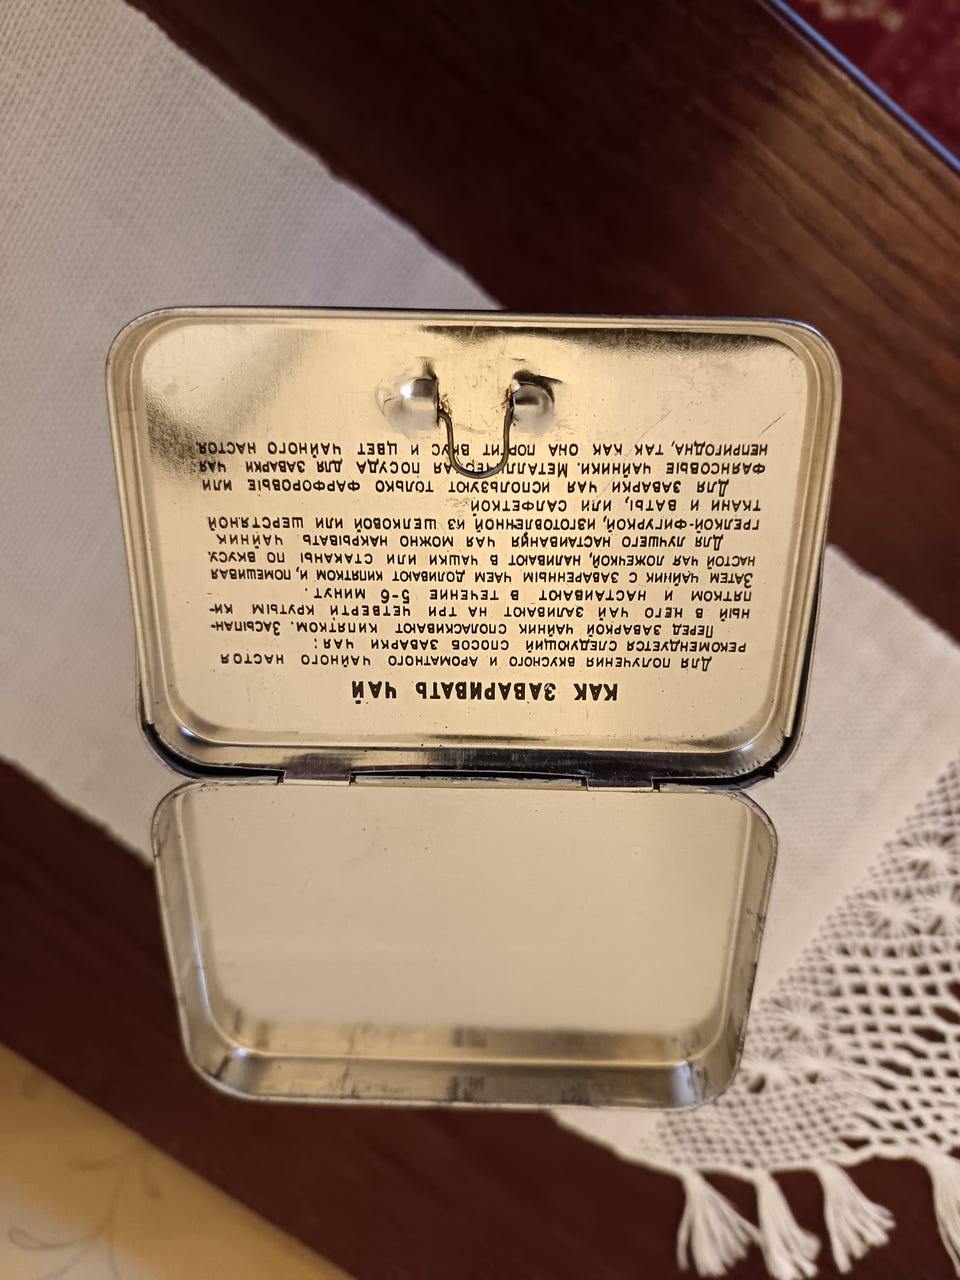 КАК ЗАВАРИВАТЬ ЧАЙ
Для получения вкусного и ароматного чайного настоя
рекомендуется следующий способ заварки чая:
Перед заваркой чайник споласкивают кипятком. Засыпан-
ный в него чай заливают на три четверти крутым ки-
пятком и настаивают в течение 5-6 минут.
Затем чайник с заваренным чаем доливают кипятком и, помешивая
настой чая ложечкой, наливают в чашки или стаканы по вкусу.
Для лучшего настаивания чая можно накрывать чайник
грелкой-фигуркой, изготовленной из шелковой или шерстяной
ткани и ваты, или салфеткой.
Для заварки чая используют только фарфоровые или
фаянсовые чайники. Металлическая посуда для заварки чая
непригодна, так как она портит вкус и цвет чайного настоя